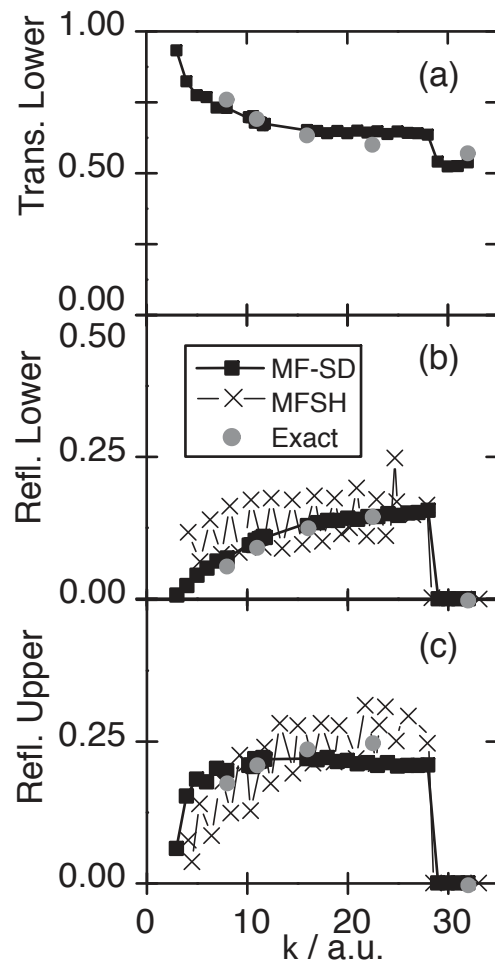 1.00
(a)
Trans. Lower
0.50
0.00
0.50
(b)
MF-SD
MFSH
Exact
Refl. Lower
0.25
0.00
(c)
Refl. Upper
0.25
0.00
0 10 20 30
k / a.u.